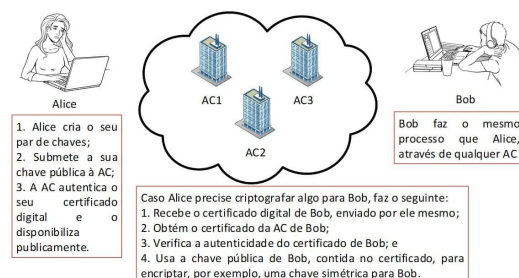 Alice
1. Alice cria o seu
par de chaves;
2. Submete a sua
chave pública à AC;
3. A AC autentica o
seu certificado
digital e o
disponibiliza
publicamente.
AC1
AC3
AC2
Bob
Bob faz o mesmo
processo que Alice,
através de qualquer AC
Caso Alice precise criptografar algo para Bob, faz o seguinte:
1. Recebe o certificado digital de Bob, enviado por ele mesmo;
2. Obtém o certificado da AC de Bob;
3. Verifica a autenticidade do certificado de Bob; e
4. Usa a chave pública de Bob, contida no certificado, para
encriptar, por exemplo, uma chave simétrica para Bob.